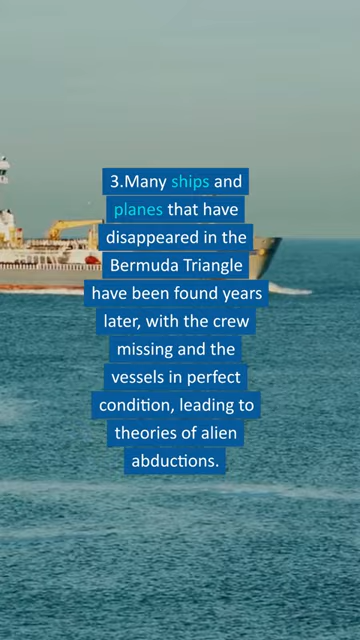 3.Many ships and
planes that have
disappeared in the
Bermuda Triangle
have been found years
later, with the crew
missing and the
vessels in perfect
condition, leading to
theories of alien
abductions.